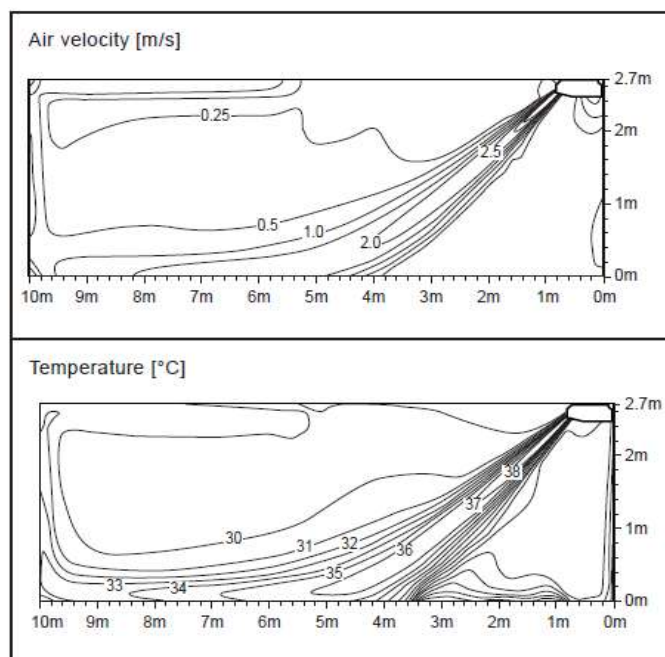 Air velocity [m/s]
2.7m
0.25
2m
2.5
1m
0.5
1.0
2.0
0m
10m 9m 8m 7m 6m 5m 4m 3m 2m 1m 0m
Temperature [°C]
2.7m
2m
38
37
1m
30
31
32
36
35
33
34
0m
10m 9m 8m 7m 6m 5m 4m 3m 2m 1m 0m